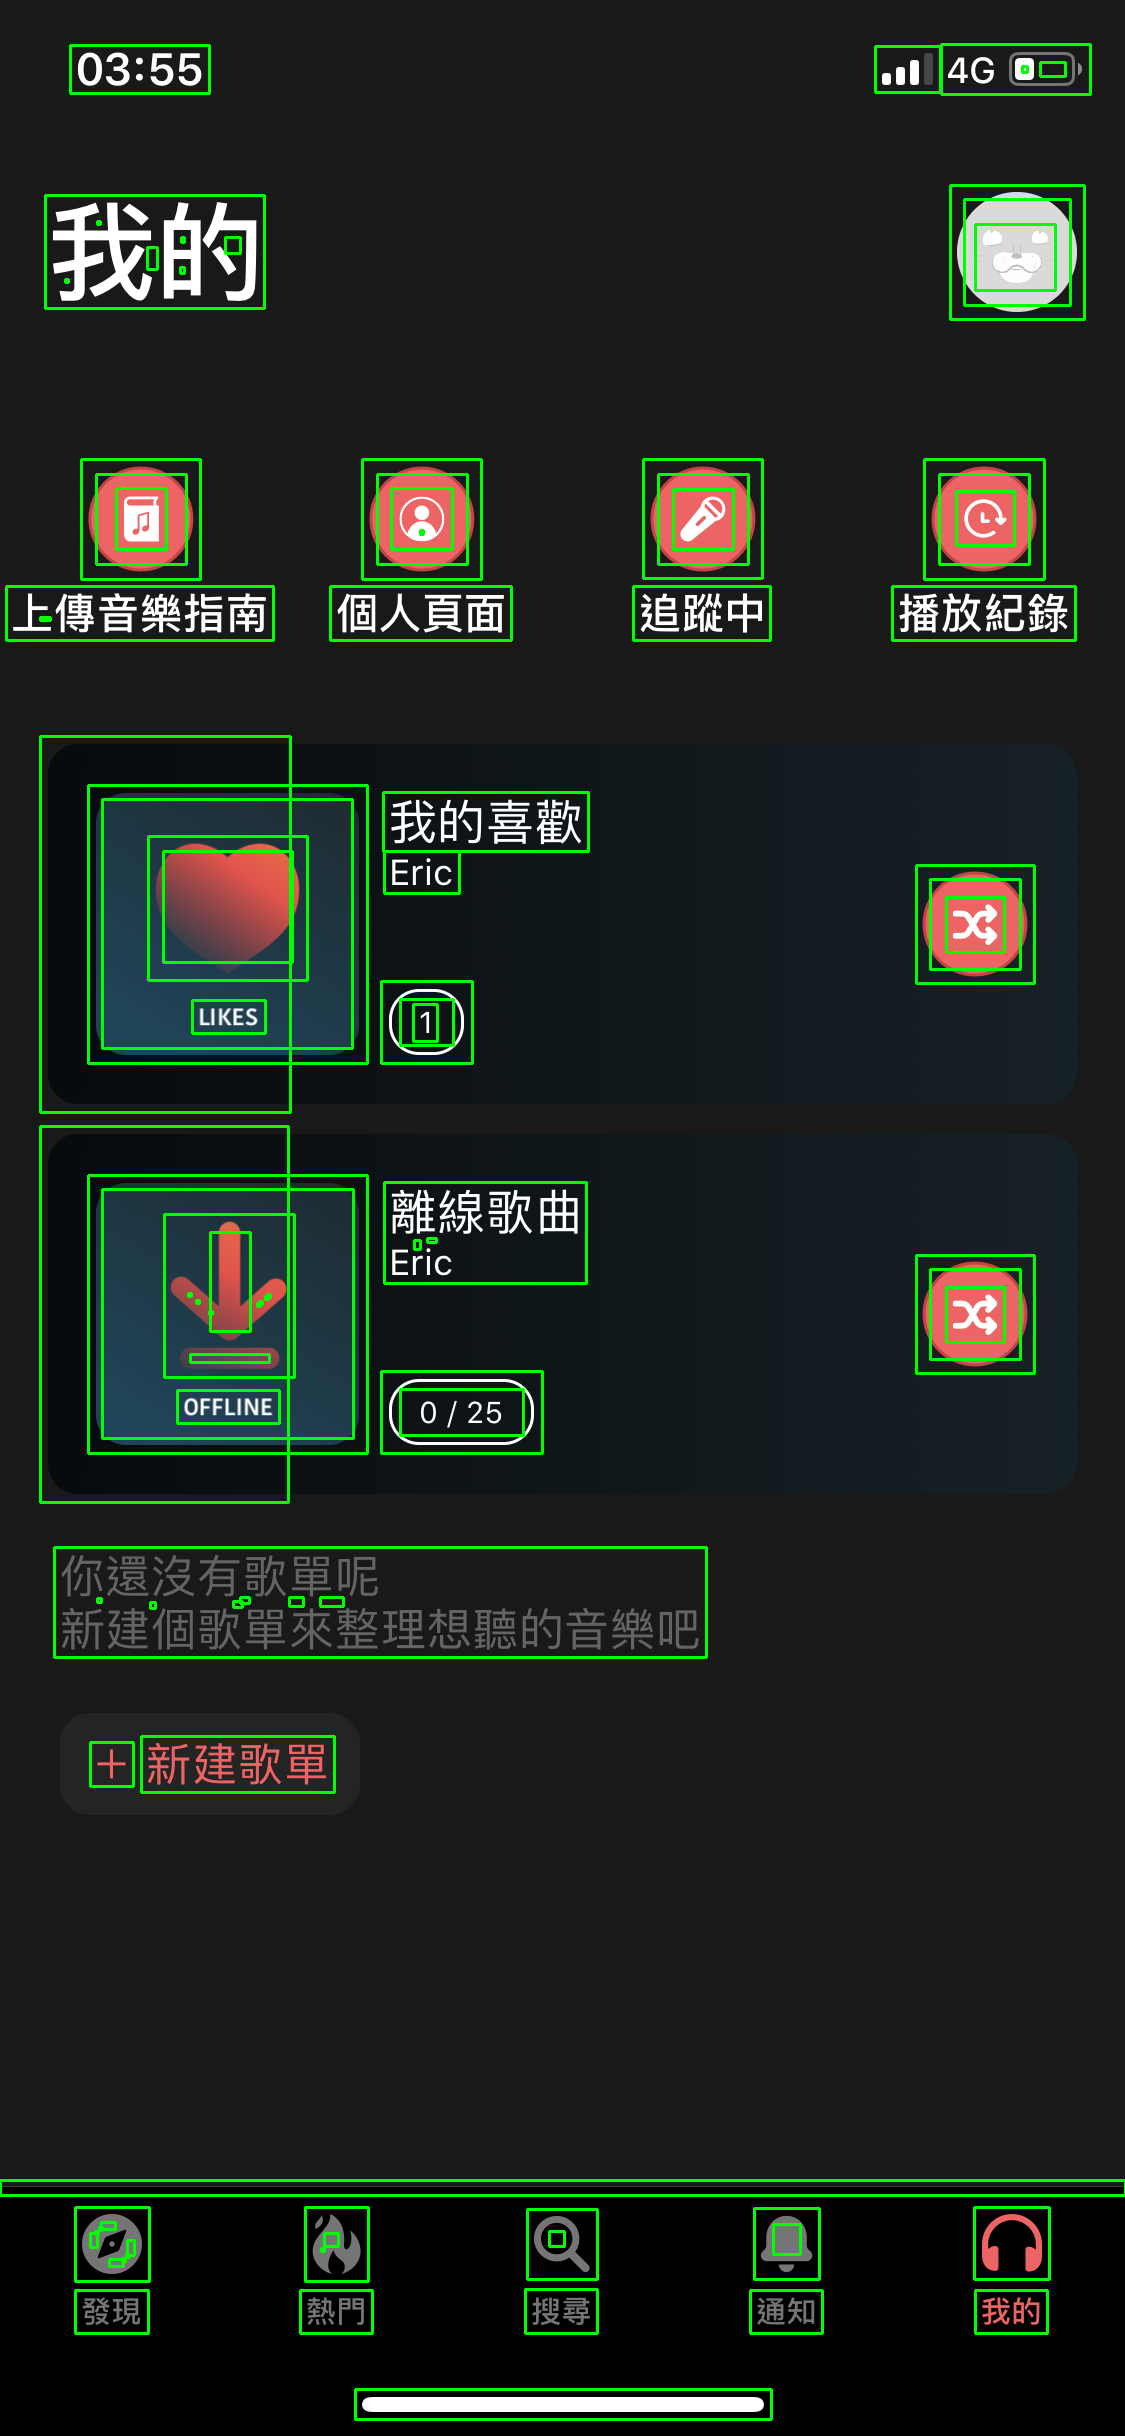 03:55
4G
我的
上傳音樂指南
個人頁面
追蹤中
播放紀錄
我的喜歡
Eric
LIKES
1
離線歌曲
Eric
OFFLINE
0 / 25
你還沒有歌單呢
新建個歌單來整理想聽的音樂吧
+ 新建歌單
發現
熱門
搜尋
通知
我的